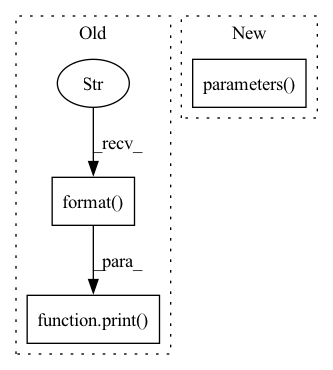 Old
New
Str
parameters()
_recv_
format()
_para_
function.print()